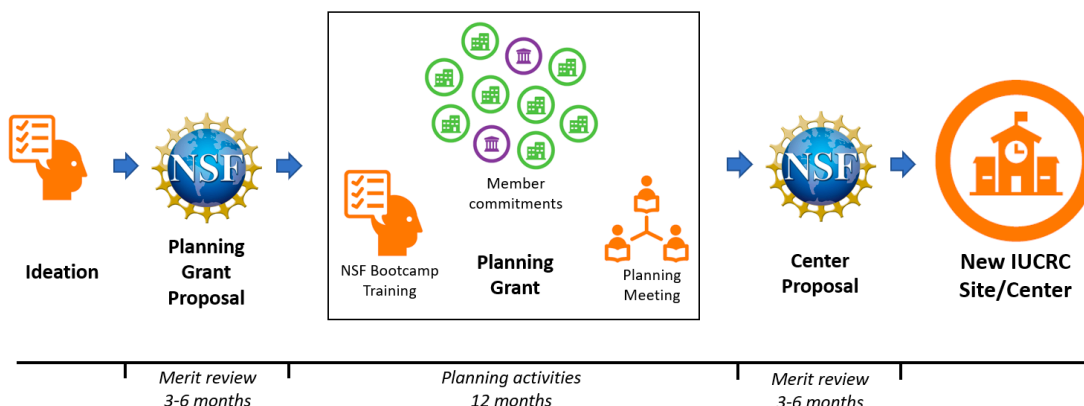 NSF
NSF
Member
commitments
NSF Bootcamp
Training
Planning
Grant
Planning
Meeting
Ideation
Planning
Grant
Proposal
Center
Proposal
New IUCRC
Site/Center
Merit review
3-6 months
Planning activities
12 months
Merit review
3-6 months